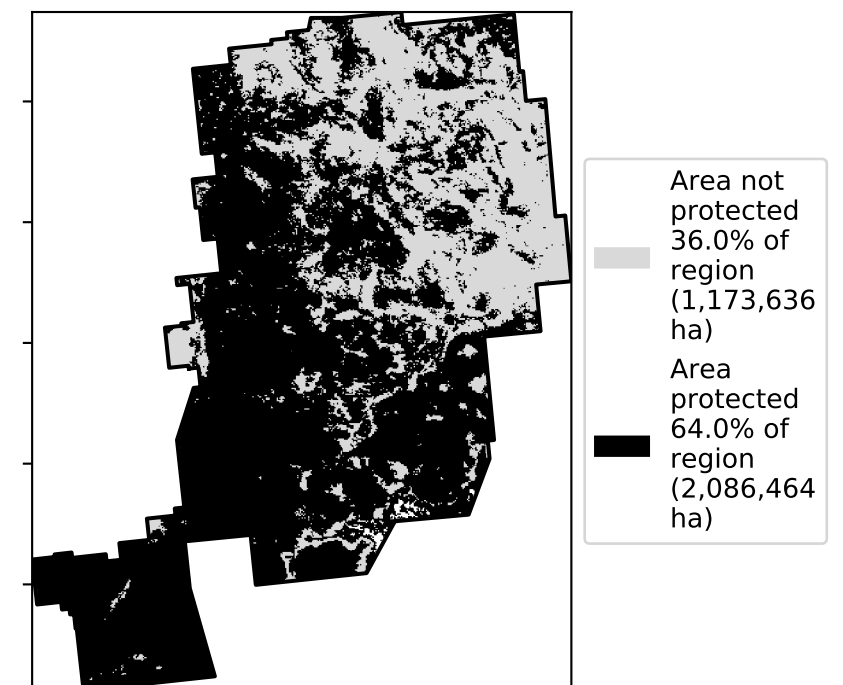 Area not
protected
36.0% of
region
(1,173,636
ha)
Area
protected
64.0% of
region
(2,086,464
ha)